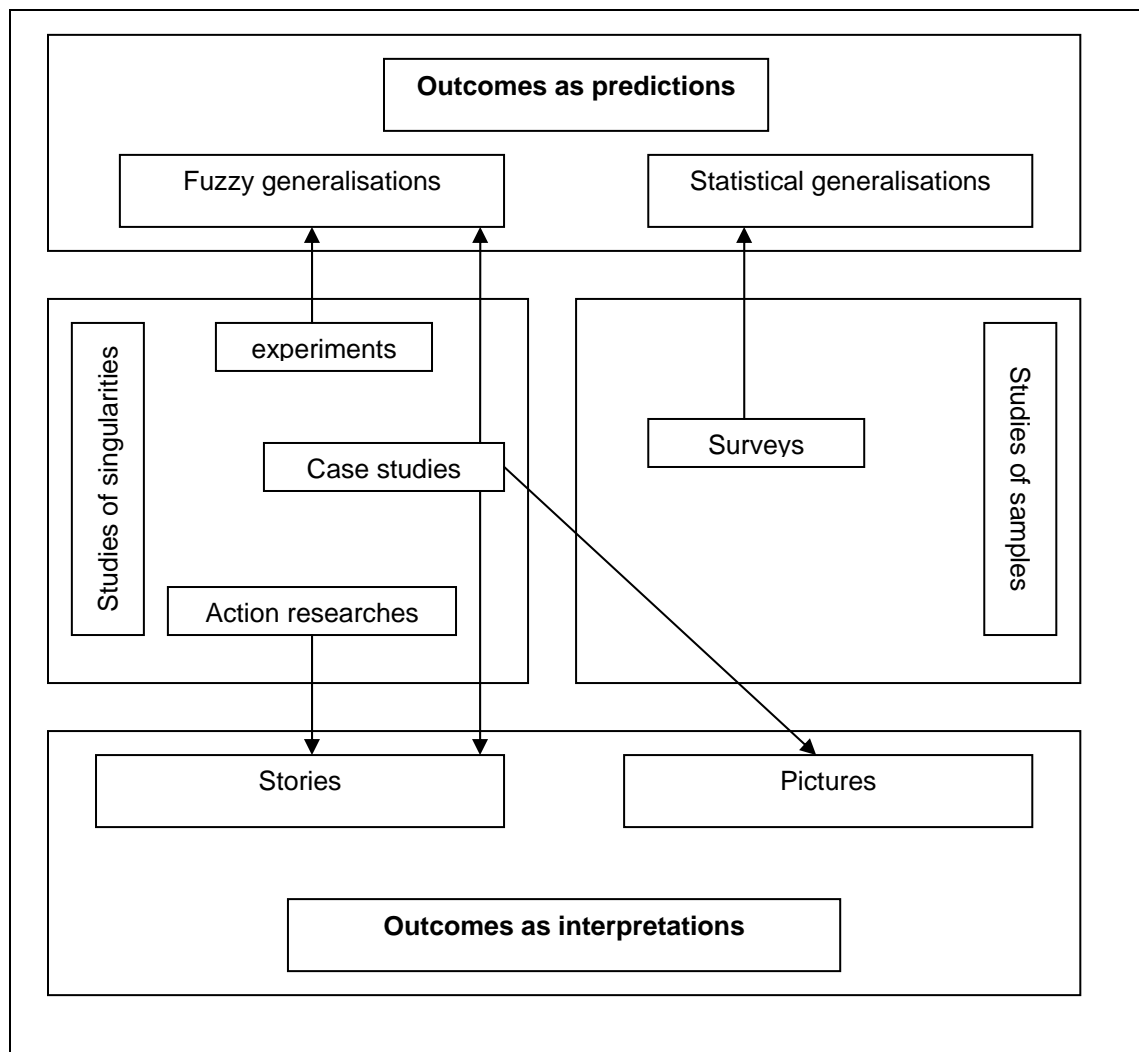 Outcomes as predictions
Fuzzy generalisations
Statistical generalisations
Studies of singularities
experiments
Case studies
Action researches
Surveys
Studies of samples
Stories
Pictures
Outcomes as interpretations